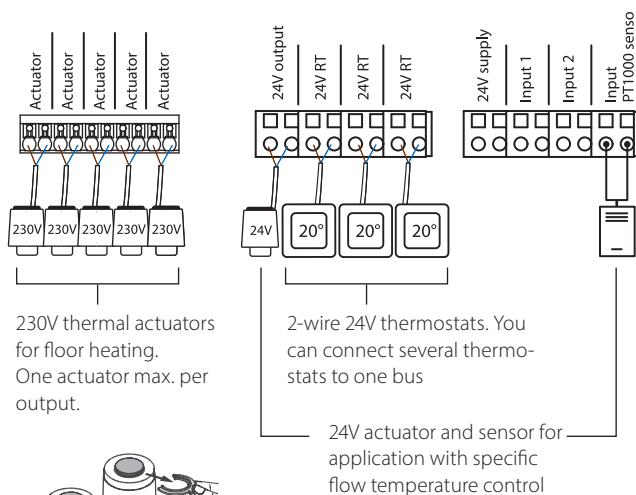 Actuator
Actuator
Actuator
Actuator
Actuator
24V output
24V RT
24V RT
24V RT
24V supply
Input 1
Input 2
Input
PT1000 senso
230V 230V 230V 230V 230V
24V
20° 20° 20°
230V thermal actuators
for floor heating.
One actuator max. per
output.
2-wire 24V thermostats. You
can connect several thermo-
stats to one bus
24V actuator and sensor for
application with specific
flow temperature control